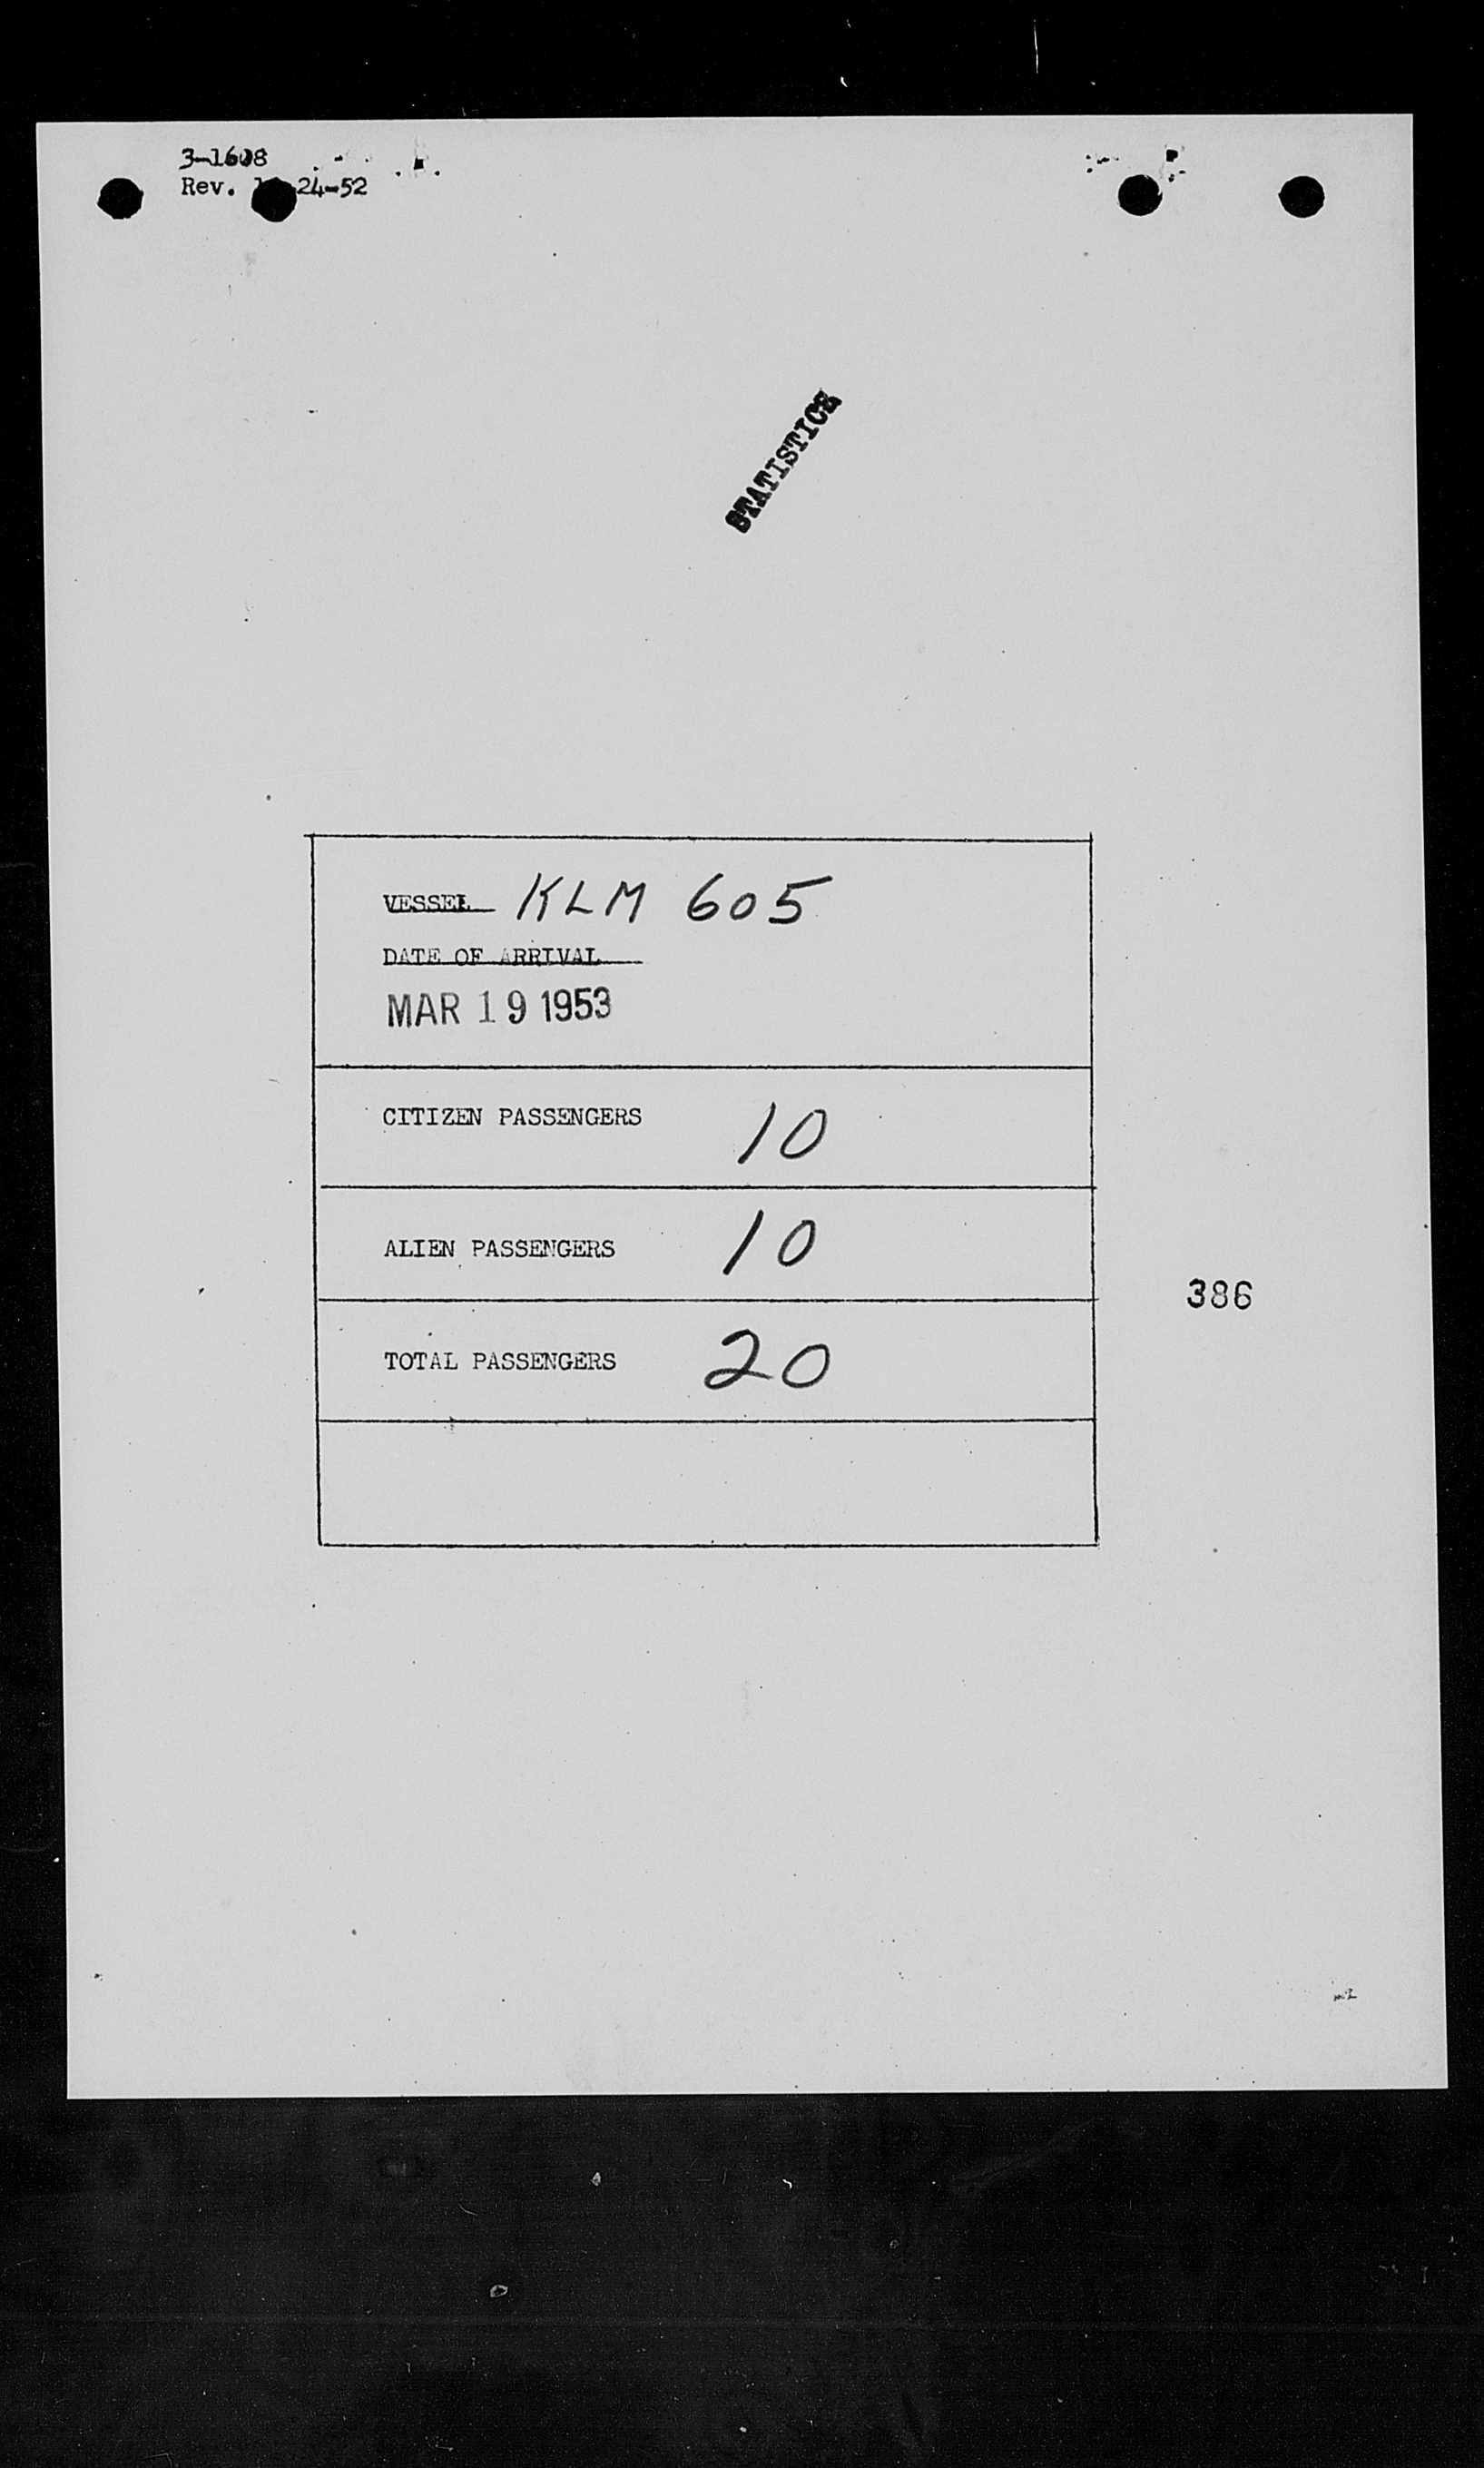 3-1608
Rev. 24-52
STATISTICS
VESSEL KLM 605
DATE OF ARRIVAL
MAR 19 1953
CITIZEN PASSENGERS 10
ALIEN PASSENGERS 10
386
TOTAL PASSENGERS 20